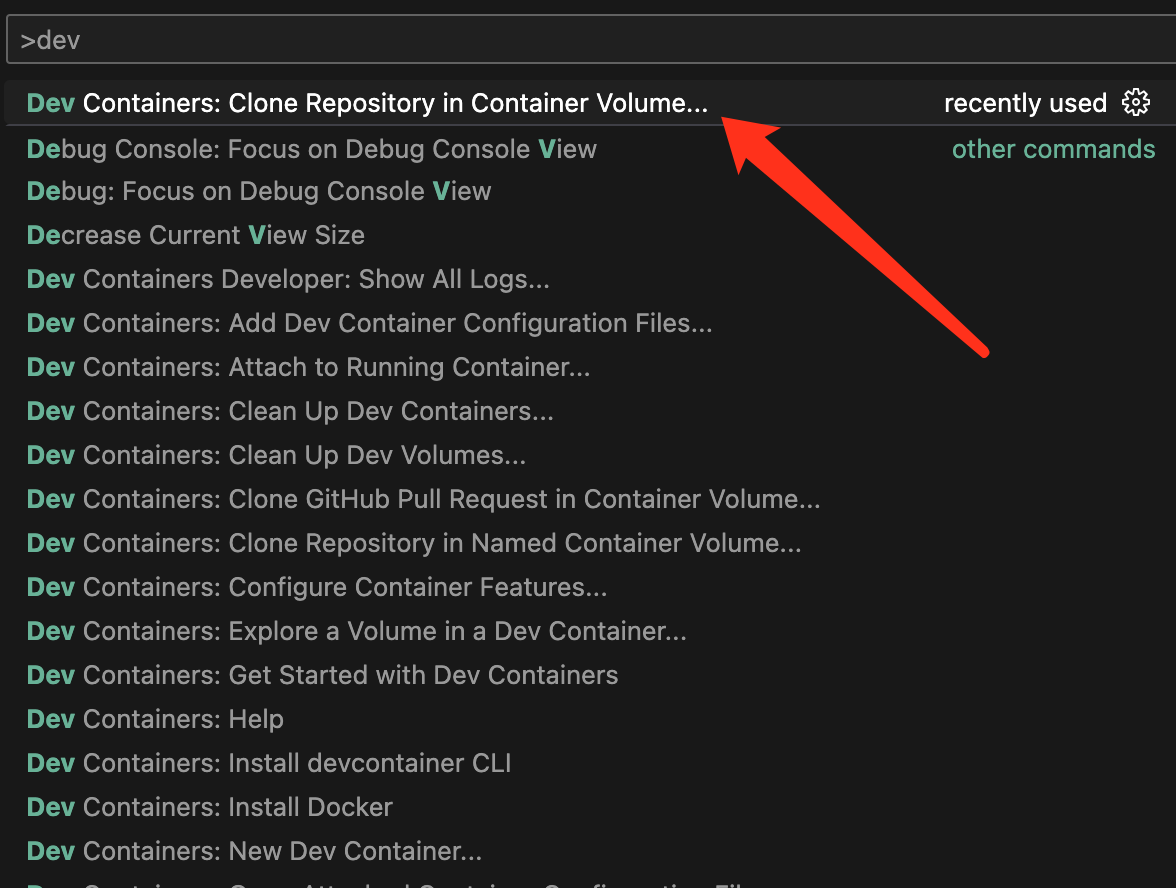 >dev
Dev Containers: Clone Repository in Container Volume... recently used
Debug Console: Focus on Debug Console View other commands
Debug: Focus on Debug Console View
Decrease Current View Size
Dev Containers Developer: Show All Logs...
Dev Containers: Add Dev Container Configuration Files...
Dev Containers: Attach to Running Container...
Dev Containers: Clean Up Dev Containers...
Dev Containers: Clean Up Dev Volumes...
Dev Containers: Clone GitHub Pull Request in Container Volume...
Dev Containers: Clone Repository in Named Container Volume...
Dev Containers: Configure Container Features...
Dev Containers: Explore a Volume in a Dev Container...
Dev Containers: Get Started with Dev Containers
Dev Containers: Help
Dev Containers: Install devcontainer CLI
Dev Containers: Install Docker
Dev Containers: New Dev Container...